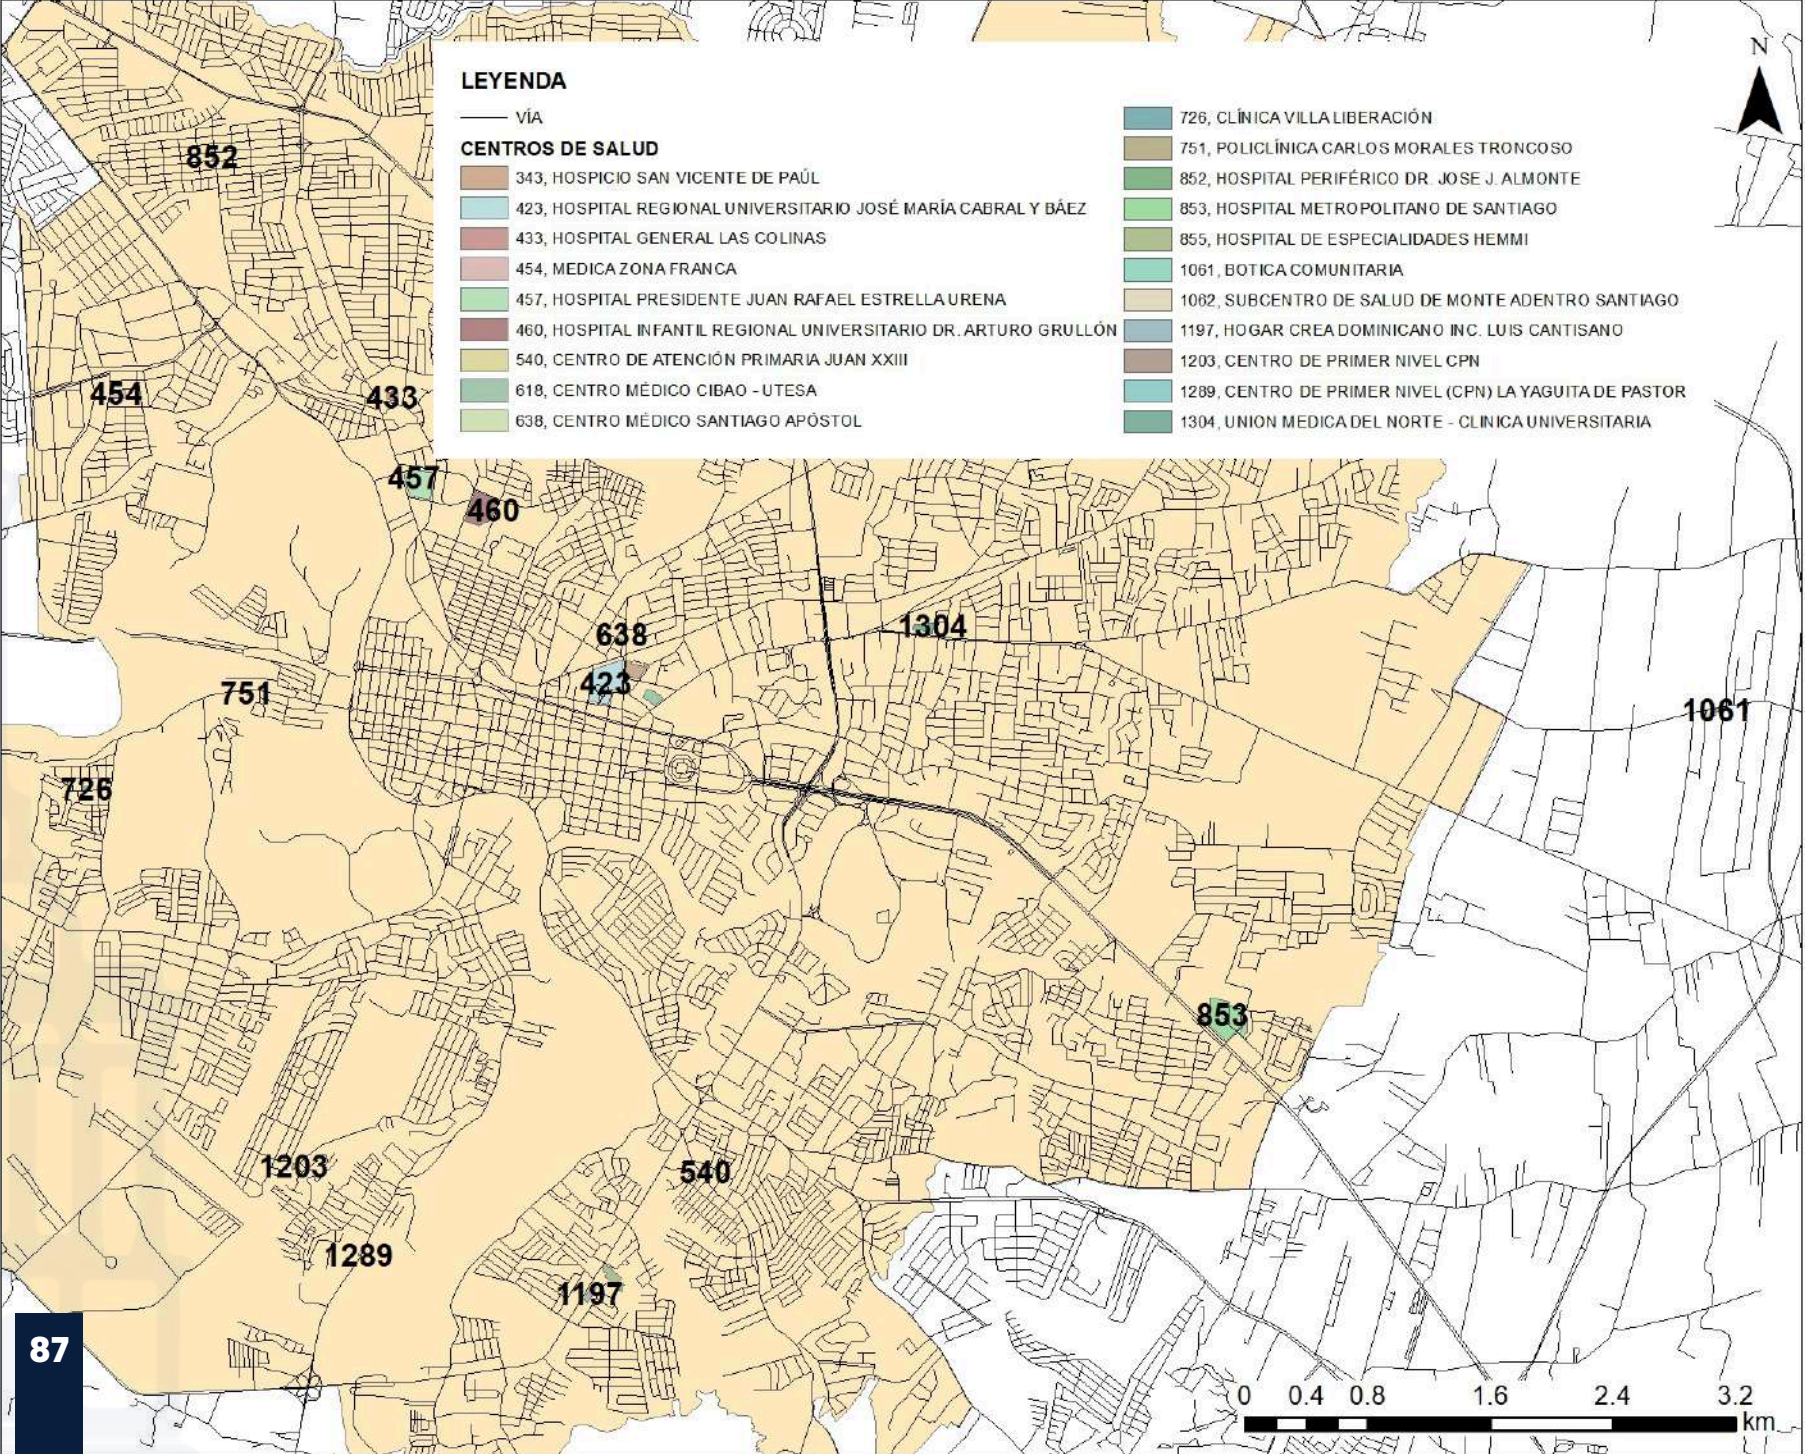 N
LEYENDA
VÍA
CENTROS DE SALUD
343, HOSPICIO SAN VICENTE DE PAÚL
423, HOSPITAL REGIONAL UNIVERSITARIO JOSÉ MARÍA CABRAL Y BÁEZ
433, HOSPITAL GENERAL LAS COLINAS
454, MEDICA ZONA FRANCA
457, HOSPITAL PRESIDENTE JUAN RAFAEL ESTRELLA URENA
460, HOSPITAL INFANTIL REGIONAL UNIVERSITARIO DR. ARTURO GRULLÓN
540, CENTRO DE ATENCIÓN PRIMARIA JUAN XXIII
618, CENTRO MÉDICO CIBAO - UTESA
638, CENTRO MÉDICO SANTIAGO APÓSTOL
726, CLÍNICA VILLA LIBERACIÓN
751, POLICLÍNICA CARLOS MORALES TRONCOSO
852, HOSPITAL PERIFÉRICO DR. JOSE J. ALMONTE
853, HOSPITAL METROPOLITANO DE SANTIAGO
855, HOSPITAL DE ESPECIALIDADES HEMMI
1061, BOTICA COMUNITARIA
1062, SUBCENTRO DE SALUD DE MONTE ADENTRO SANTIAGO
1197, HOGAR CREA DOMINICANO INC. LUIS CANTISANO
1203, CENTRO DE PRIMER NIVEL CPN
1289, CENTRO DE PRIMER NIVEL (CPN) LA YAGUITA DE PASTOR
1304, UNION MEDICA DEL NORTE - CLINICA UNIVERSITARIA
852
454
433
457
460
638
1304
423
751
1061
726
853
1203
540
1289
1197
87
0 0.4 0.8 1.6 2.4 3.2
km